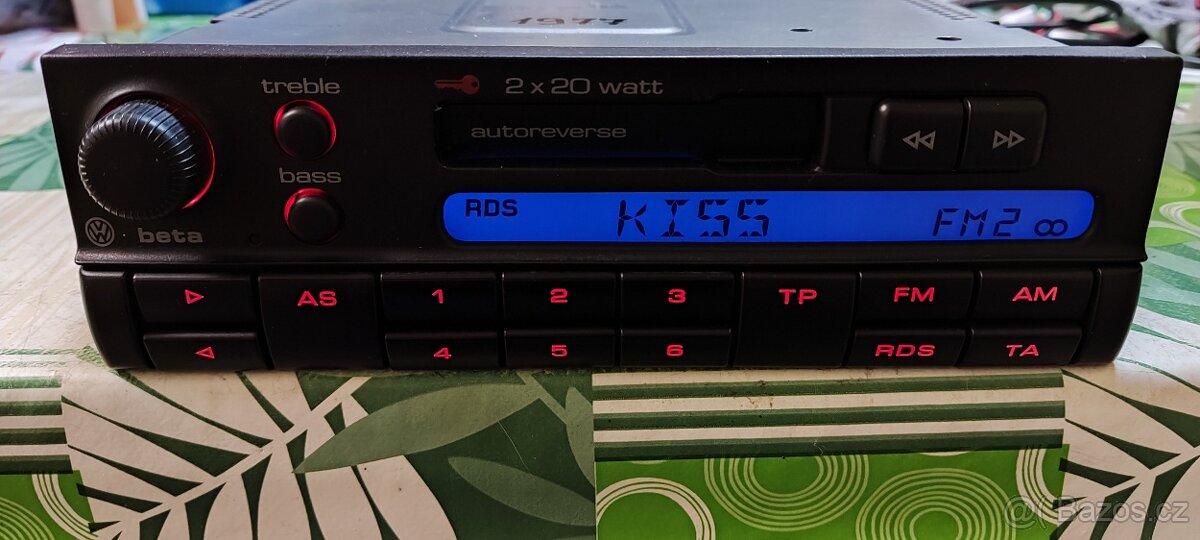 1977
treble
2 x 20 watt
autoreverse
bass
RDS KISS FM2
beta
AS 1 2 3 TP FM AM
4 5 6 RDS TA
Bazos.cz